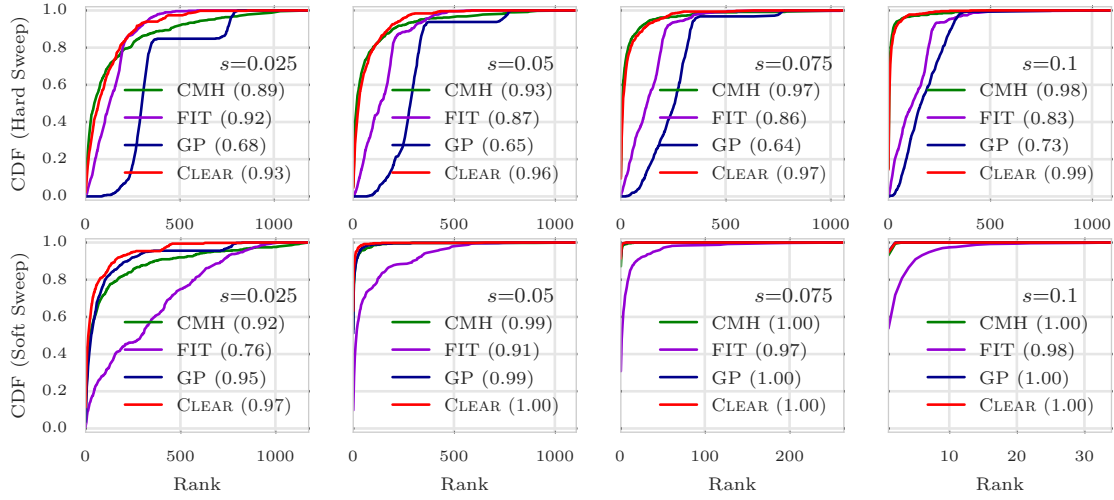 CDF (Hard Sweep)
1.0
0.8
0.6
0.4
0.2
0.0
s=0.025
CMH (0.89)
FIT (0.92)
GP (0.68)
CLEAR (0.93)
0 500 1000
s=0.05
CMH (0.93)
FIT (0.87)
GP (0.65)
CLEAR (0.96)
0 500 1000
s=0.075
CMH (0.97)
FIT (0.86)
GP (0.64)
CLEAR (0.97)
0 500 1000
s=0.1
CMH (0.98)
FIT (0.83)
GP (0.73)
CLEAR (0.99)
0 500 1000
CDF (Soft Sweep)
1.0
0.8
0.6
0.4
0.2
0.0
s=0.025
CMH (0.92)
FIT (0.76)
GP (0.95)
CLEAR (0.97)
0 500 1000
Rank
s=0.05
CMH (0.99)
FIT (0.91)
GP (0.99)
CLEAR (1.00)
0 500 1000
Rank
s=0.075
CMH (1.00)
FIT (0.97)
GP (1.00)
CLEAR (1.00)
0 100 200
Rank
s=0.1
CMH (1.00)
FIT (0.98)
GP (1.00)
CLEAR (1.00)
10 20 30
Rank